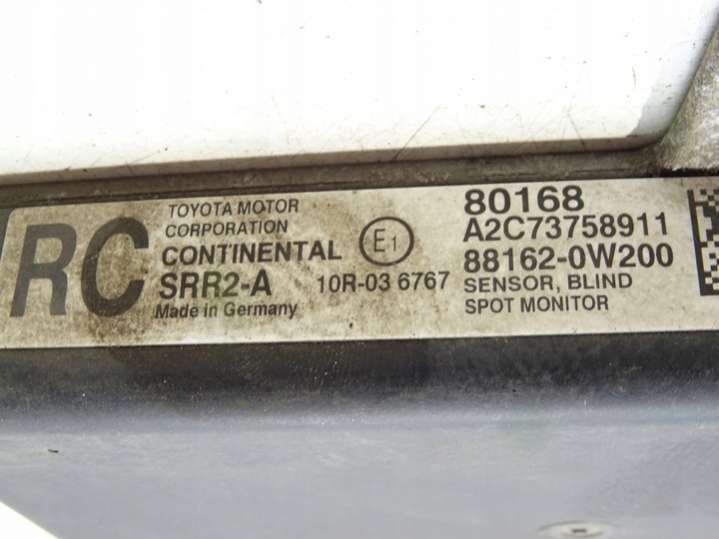 RC
TOYOTA MOTOR
CORPORATION
CONTINENTAL
SRR2-A
Made in Germany
E1
10R-03 6767
80168
A2C73758911
88162-0W200
SENSOR, BLIND
SPOT MONITOR